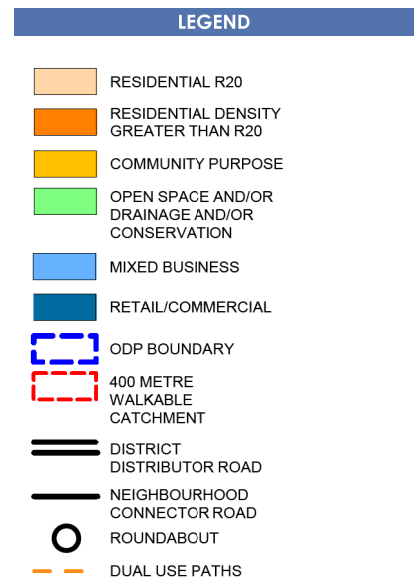 LEGEND
RESIDENTIAL R20
RESIDENTIAL DENSITY
GREATER THAN R20
COMMUNITY PURPOSE
OPEN SPACE AND/OR
DRAINAGE AND/OR
CONSERVATION
MIXED BUSINESS
RETAIL/COMMERCIAL
ODP BOUNDARY
400 METRE
WALKABLE
CATCHMENT
DISTRICT
DISTRIBUTOR ROAD
NEIGHBOURHOOD
CONNECTOR ROAD
ROUNDABOUT
DUAL USE PATHS